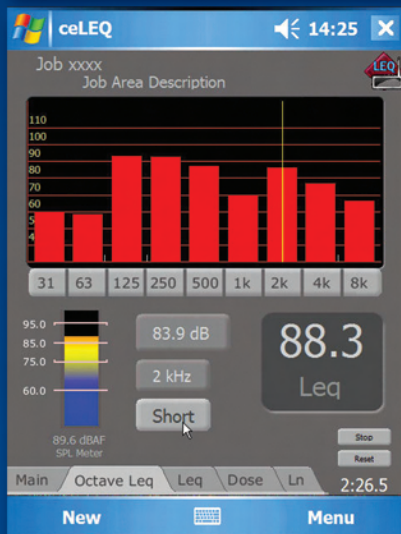 ceLEQ 14:25
Job xxxx
Job Area Description
LEQ
110
100
90
80
70
60
5
4
31 63 125 250 500 1k 2k 4k 8k
95.0
85.0
75.0
60.0
83.9 dB
2 kHz
Short
88.3
Leq
89.6 dBAF
SPL Meter
Stop
Reset
Main Octave Leq Leq Dose Ln 2:26.5
New Menu